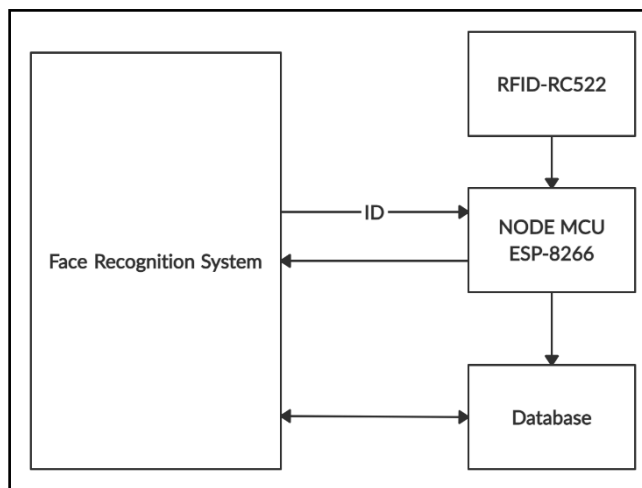 RFID-RC522
ID
NODE MCU
ESP-8266
Face Recognition System
Database